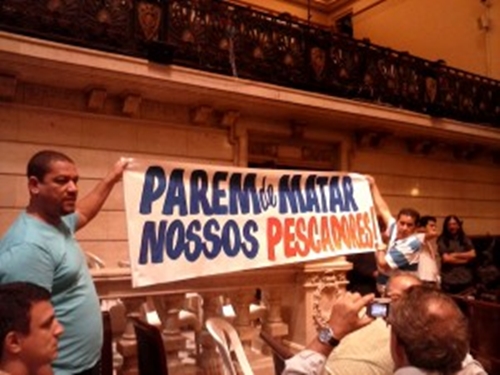 PAREM de MATAR
NOSSOS PESCADORES!